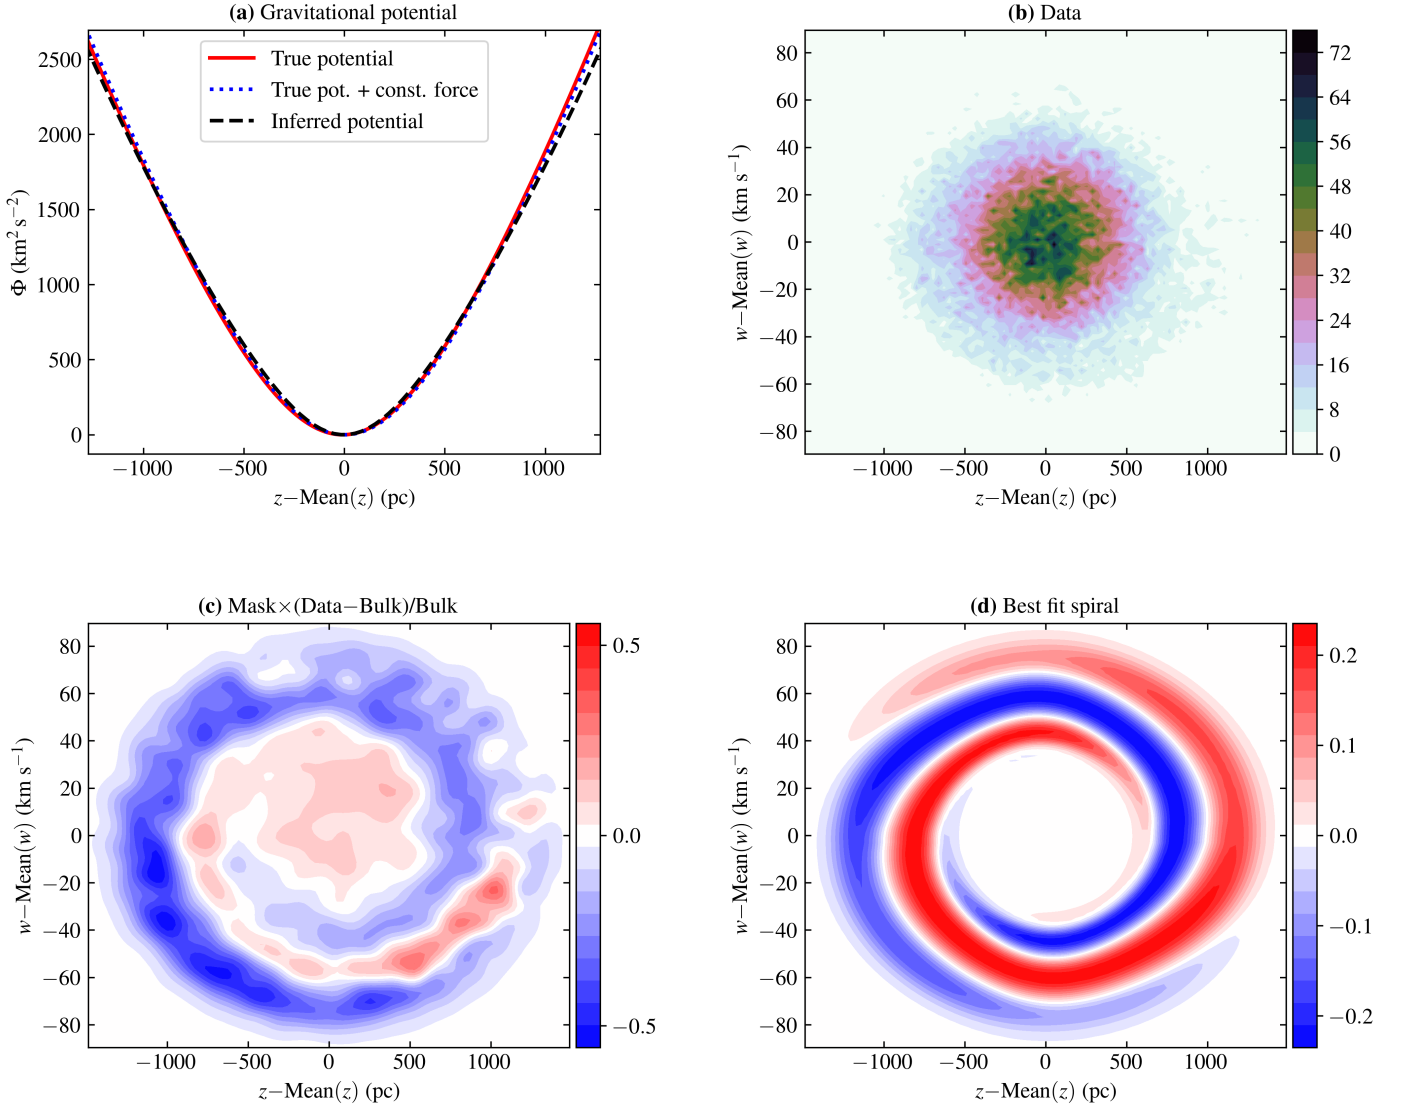 (a) Gravitational potential
True potential
True pot. + const. force
Inferred potential
2500
2000
1500
1000
500
0
Φ (km² s⁻²)
−1000 −500 0 500 1000
z−Mean(z) (pc)
(b) Data
80
60
40
20
0
−20
−40
−60
−80
w−Mean(w) (km s⁻¹)
−1000 −500 0 500 1000
z−Mean(z) (pc)
72
64
56
48
40
32
24
16
8
0
(c) Mask×(Data−Bulk)/Bulk
80
60
40
20
0
−20
−40
−60
−80
w−Mean(w) (km s⁻¹)
−1000 −500 0 500 1000
z−Mean(z) (pc)
0.5
0.0
−0.5
(d) Best fit spiral
80
60
40
20
0
−20
−40
−60
−80
w−Mean(w) (km s⁻¹)
−1000 −500 0 500 1000
z−Mean(z) (pc)
0.2
0.1
0.0
−0.1
−0.2